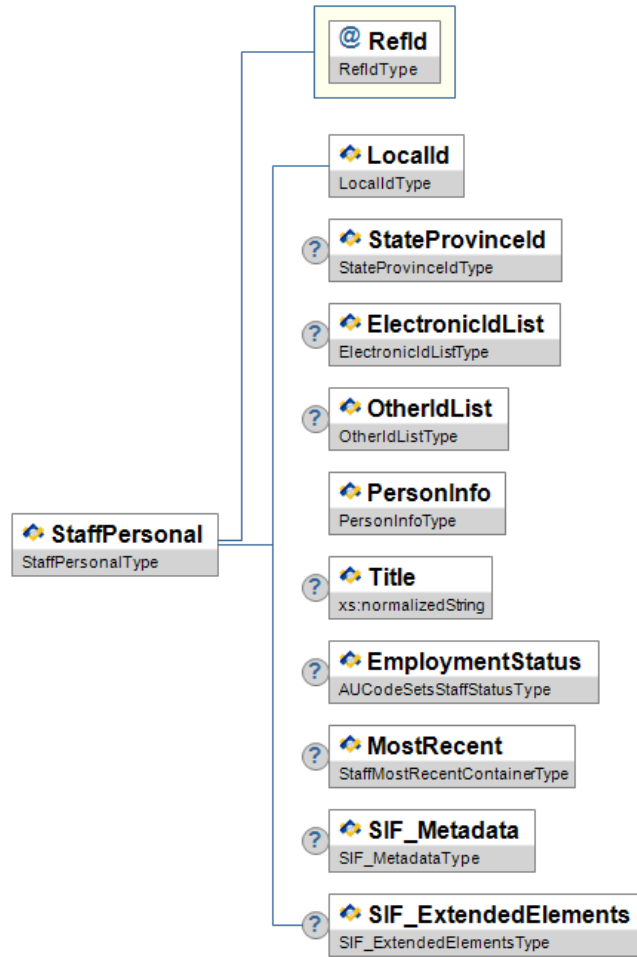 @ RefId
RefIdType
LocalId
LocalIdType
? StateProvinceId
StateProvinceIdType
? ElectronicIdList
ElectronicIdListType
? OtherIdList
OtherIdListType
PersonInfo
PersonInfoType
StaffPersonal
StaffPersonalType
? Title
xs:normalizedString
? EmploymentStatus
AUCodeSetsStaffStatusType
? MostRecent
StaffMostRecentContainerType
? SIF_Metadata
SIF_MetadataType
? SIF_ExtendedElements
SIF_ExtendedElementsType